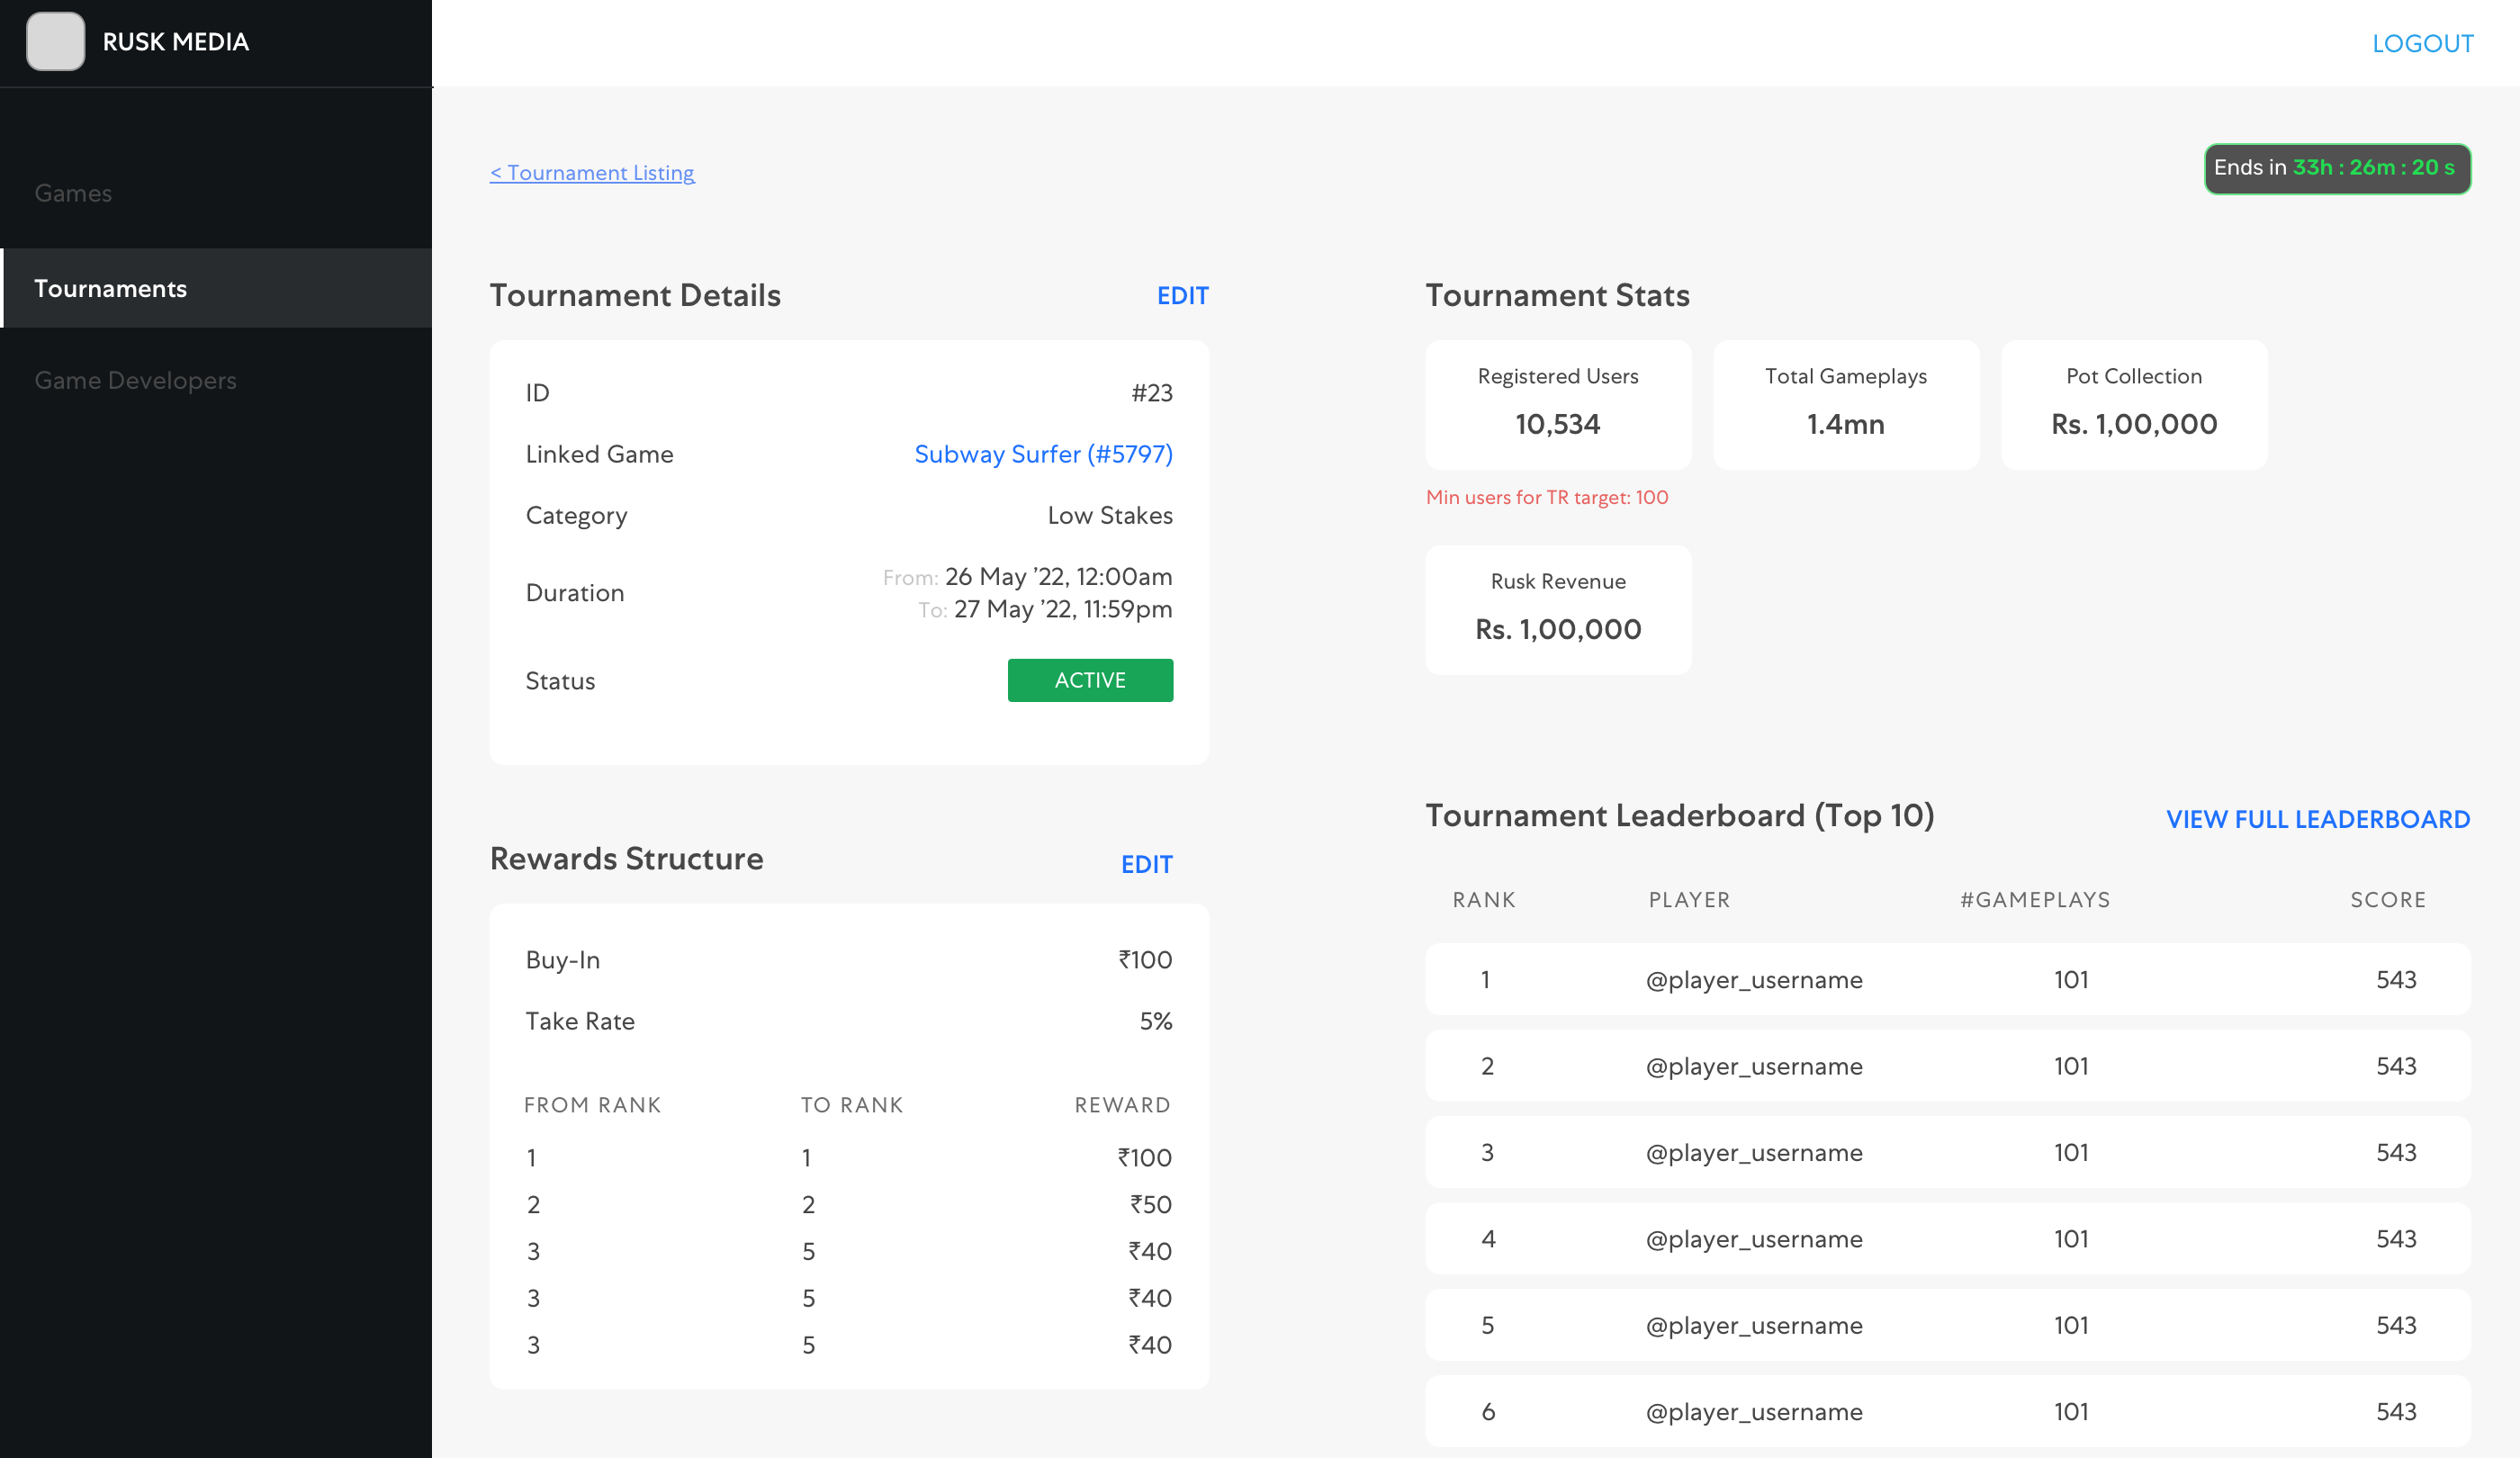 RUSK MEDIA
LOGOUT
Games
Tournaments
Game Developers
< Tournament Listing
Ends in 33h : 26m : 20 s
Tournament Details
EDIT
ID #23
Linked Game Subway Surfer (#5797)
Category Low Stakes
Duration From: 26 May ’22, 12:00am
To: 27 May ’22, 11:59pm
Status ACTIVE
Rewards Structure
EDIT
Buy-In ₹100
Take Rate 5%
FROM RANK TO RANK REWARD
1 1 ₹100
2 2 ₹50
3 5 ₹40
3 5 ₹40
3 5 ₹40
Tournament Stats
Registered Users
10,534
Total Gameplays
1.4mn
Pot Collection
Rs. 1,00,000
Min users for TR target: 100
Rusk Revenue
Rs. 1,00,000
Tournament Leaderboard (Top 10)
VIEW FULL LEADERBOARD
RANK PLAYER #GAMEPLAYS SCORE
1 @player_username 101 543
2 @player_username 101 543
3 @player_username 101 543
4 @player_username 101 543
5 @player_username 101 543
6 @player_username 101 543